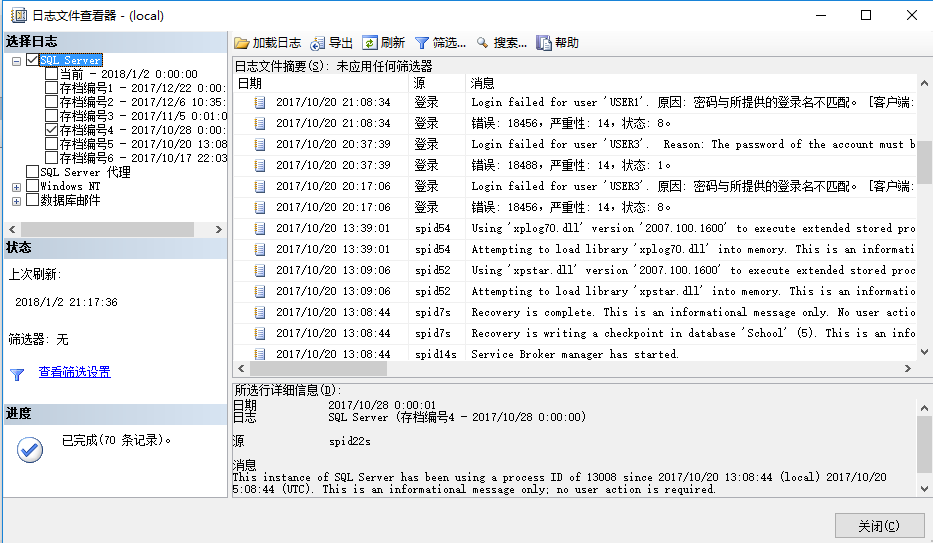 日志文件查看器 - (local)
选择日志
SQL Server
当前 - 2018/1/2 0:00:00
存档编号1 - 2017/12/22 0:00:
存档编号2 - 2017/12/6 10:35:
存档编号3 - 2017/11/5 0:01:0
存档编号4 - 2017/10/28 0:00:
存档编号5 - 2017/10/20 13:08
存档编号6 - 2017/10/17 22:03
SQL Server 代理
Windows NT
数据库邮件
状态
上次刷新:
2018/1/2 21:17:36
筛选器: 无
查看筛选设置
进度
已完成(70 条记录)。
加载日志 导出 刷新 筛选... 搜索... 帮助
日志文件摘要(S): 未应用任何筛选器
日期 源 消息
2017/10/20 21:08:34 登录 Login failed for user 'USER1'. 原因: 密码与所提供的登录名不匹配。 [客户端:
2017/10/20 21:08:34 登录 错误: 18456，严重性: 14，状态: 8。
2017/10/20 20:37:39 登录 Login failed for user 'USER3'.  Reason: The password of the account must b
2017/10/20 20:37:39 登录 错误: 18488，严重性: 14，状态: 1。
2017/10/20 20:17:06 登录 Login failed for user 'USER3'. 原因: 密码与所提供的登录名不匹配。 [客户端:
2017/10/20 20:17:06 登录 错误: 18456，严重性: 14，状态: 8。
2017/10/20 13:39:01 spid54 Using 'xplog70.dll' version '2007.100.1600' to execute extended stored pro
2017/10/20 13:39:01 spid54 Attempting to load library 'xplog70.dll' into memory. This is an informati
2017/10/20 13:09:06 spid52 Using 'xpstar.dll' version '2007.100.1600' to execute extended stored proc
2017/10/20 13:09:06 spid52 Attempting to load library 'xpstar.dll' into memory. This is an informatio
2017/10/20 13:08:44 spid7s Recovery is complete. This is an informational message only. No user actio
2017/10/20 13:08:44 spid7s Recovery is writing a checkpoint in database 'School' (5). This is an info
2017/10/20 13:08:44 spid14s Service Broker manager has started.
所选行详细信息(D):
日期 2017/10/28 0:00:01
日志 SQL Server (存档编号4 - 2017/10/28 0:00:00)
源 spid22s
消息
This instance of SQL Server has been using a process ID of 13008 since 2017/10/20 13:08:44 (local) 2017/10/20
5:08:44 (UTC). This is an informational message only; no user action is required.
关闭(C)